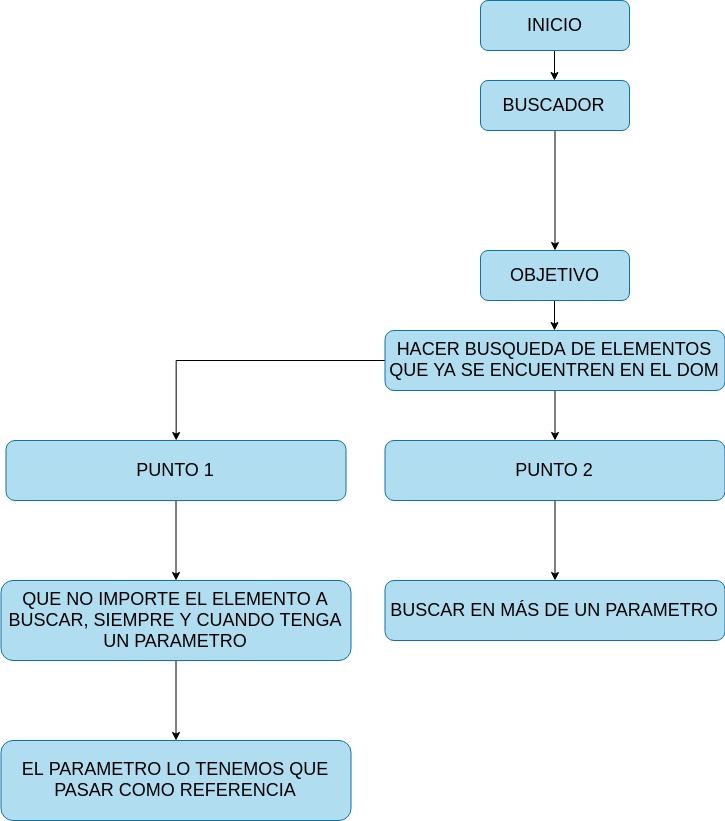 INICIO
BUSCADOR
OBJETIVO
HACER BUSQUEDA DE ELEMENTOS
QUE YA SE ENCUENTREN EN EL DOM
PUNTO 1
PUNTO 2
QUE NO IMPORTE EL ELEMENTO A
BUSCAR, SIEMPRE Y CUANDO TENGA
UN PARAMETRO
BUSCAR EN MÁS DE UN PARAMETRO
EL PARAMETRO LO TENEMOS QUE
PASAR COMO REFERENCIA